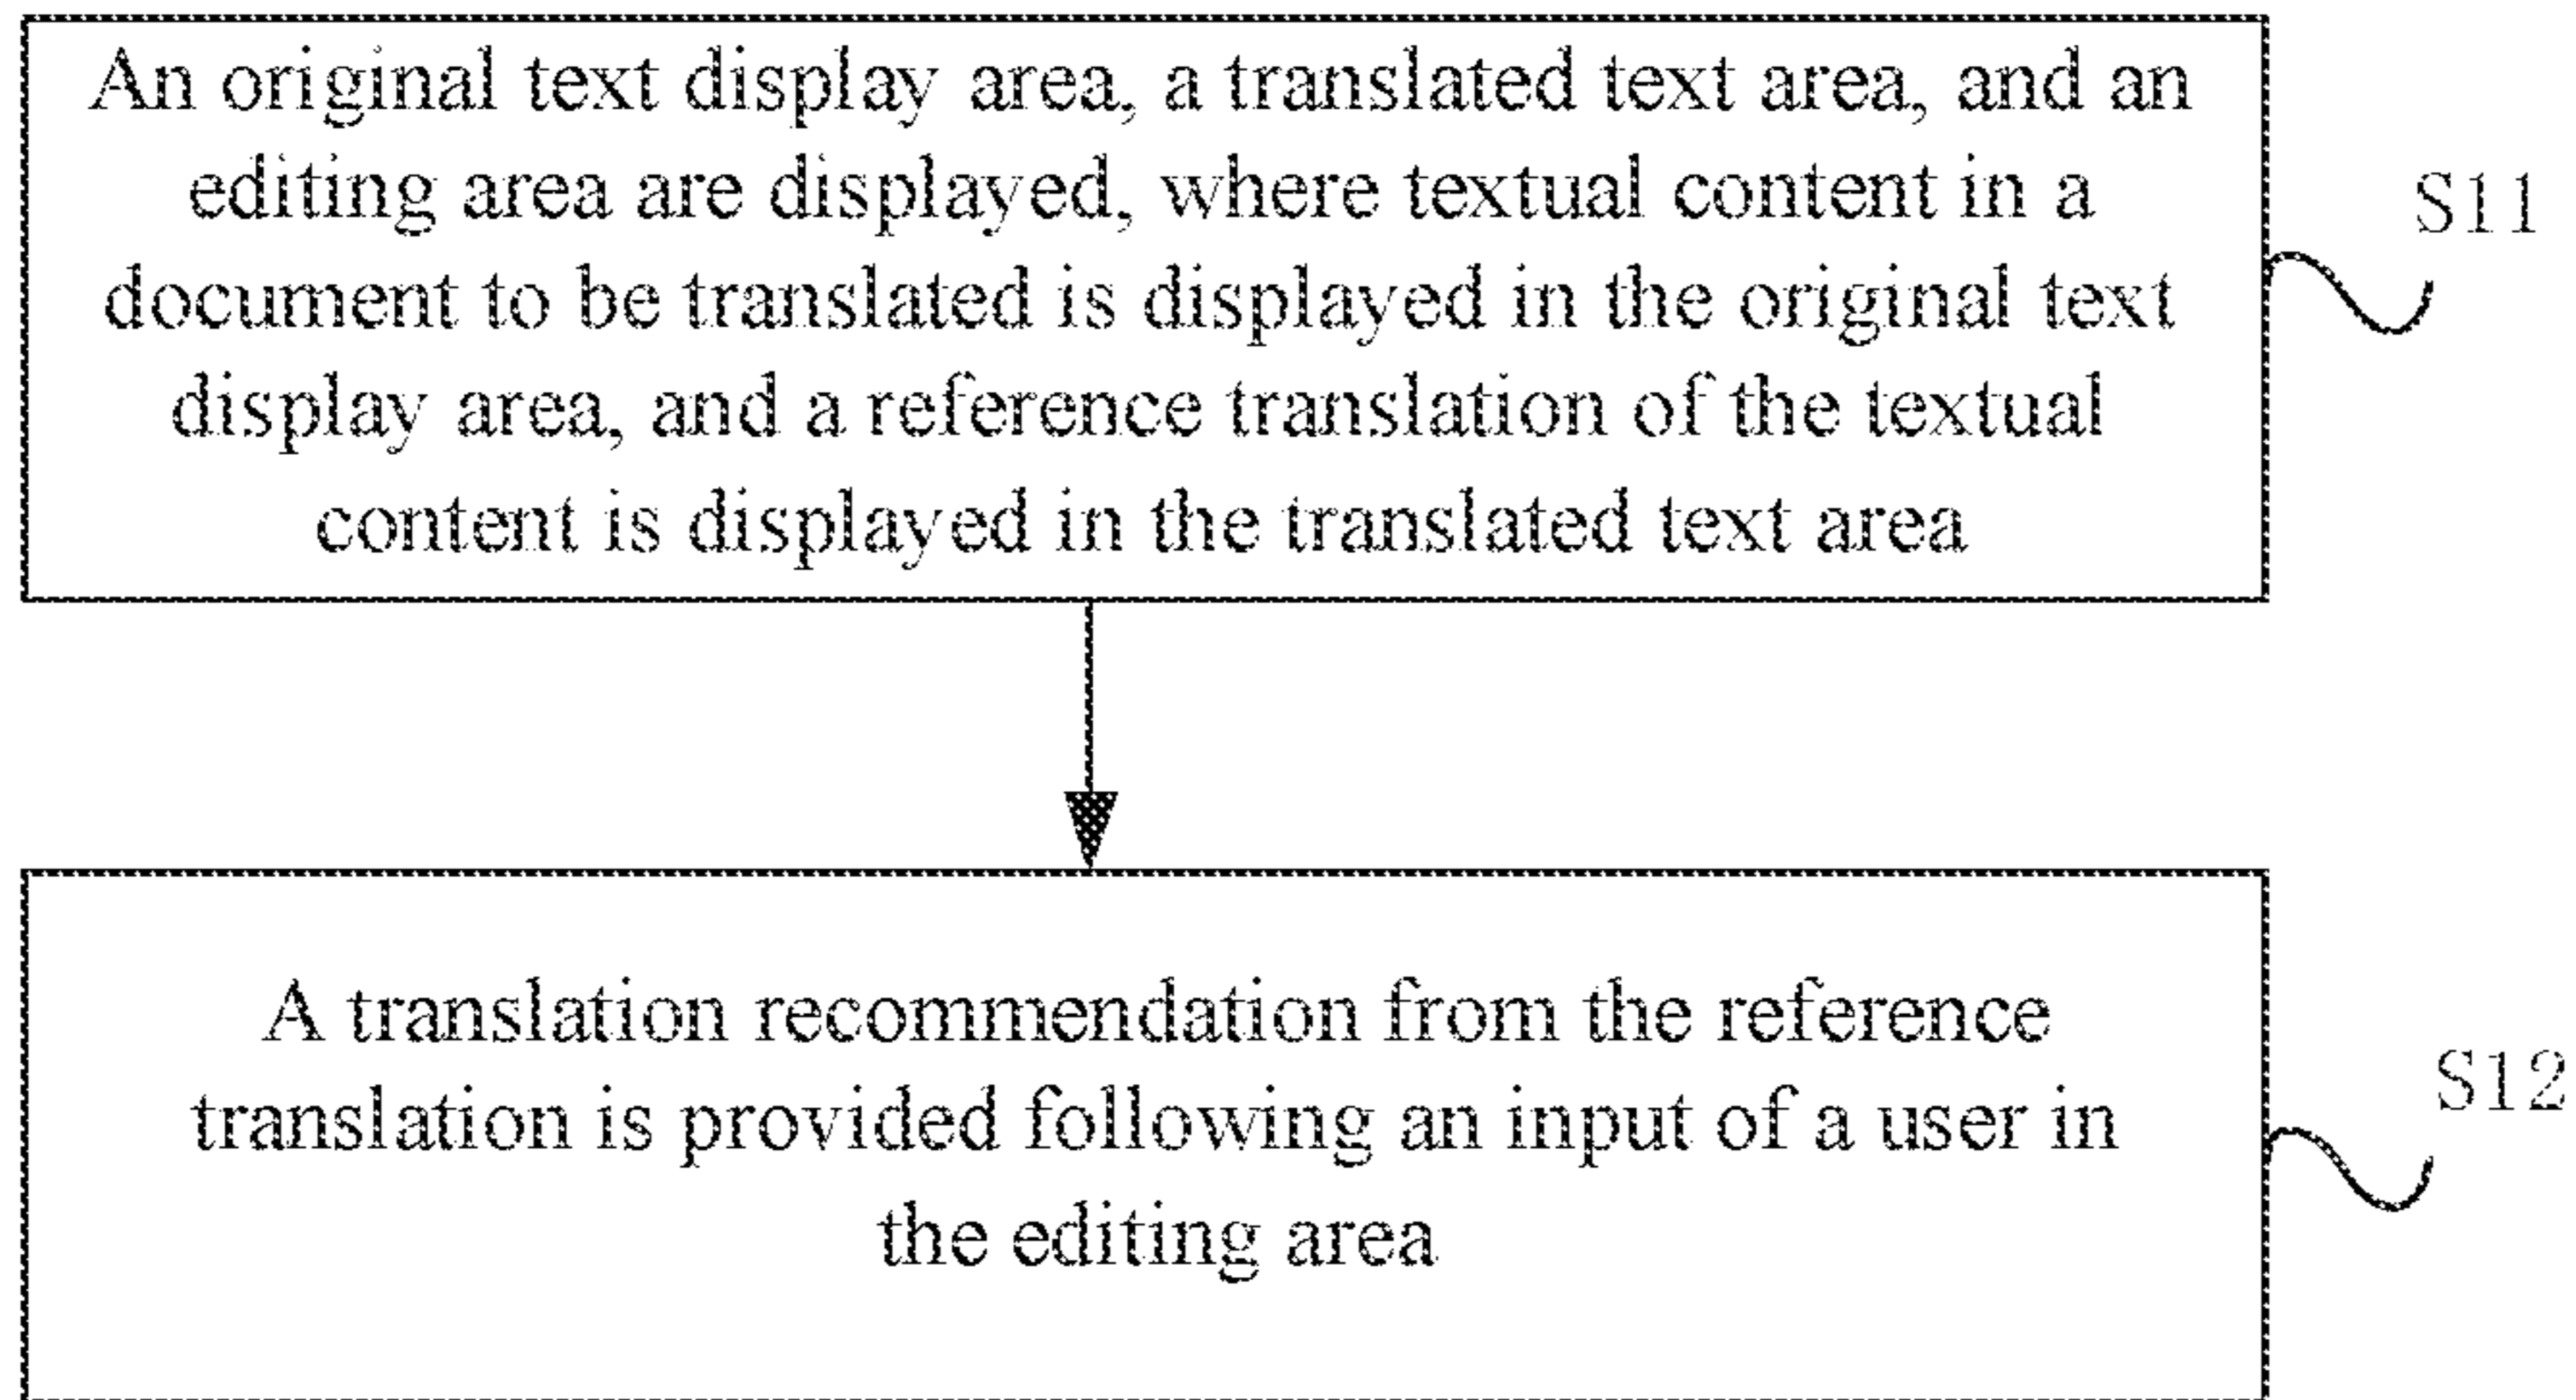 An original text display area, a translated text area, and an
editing area are displayed, where textual content in a
document to be translated is displayed in the original text
display area, and a reference translation of the textual
content is displayed in the translated text area
S11
A translation recommendation from the reference
translation is provided following an input of a user in
the editing area
S12